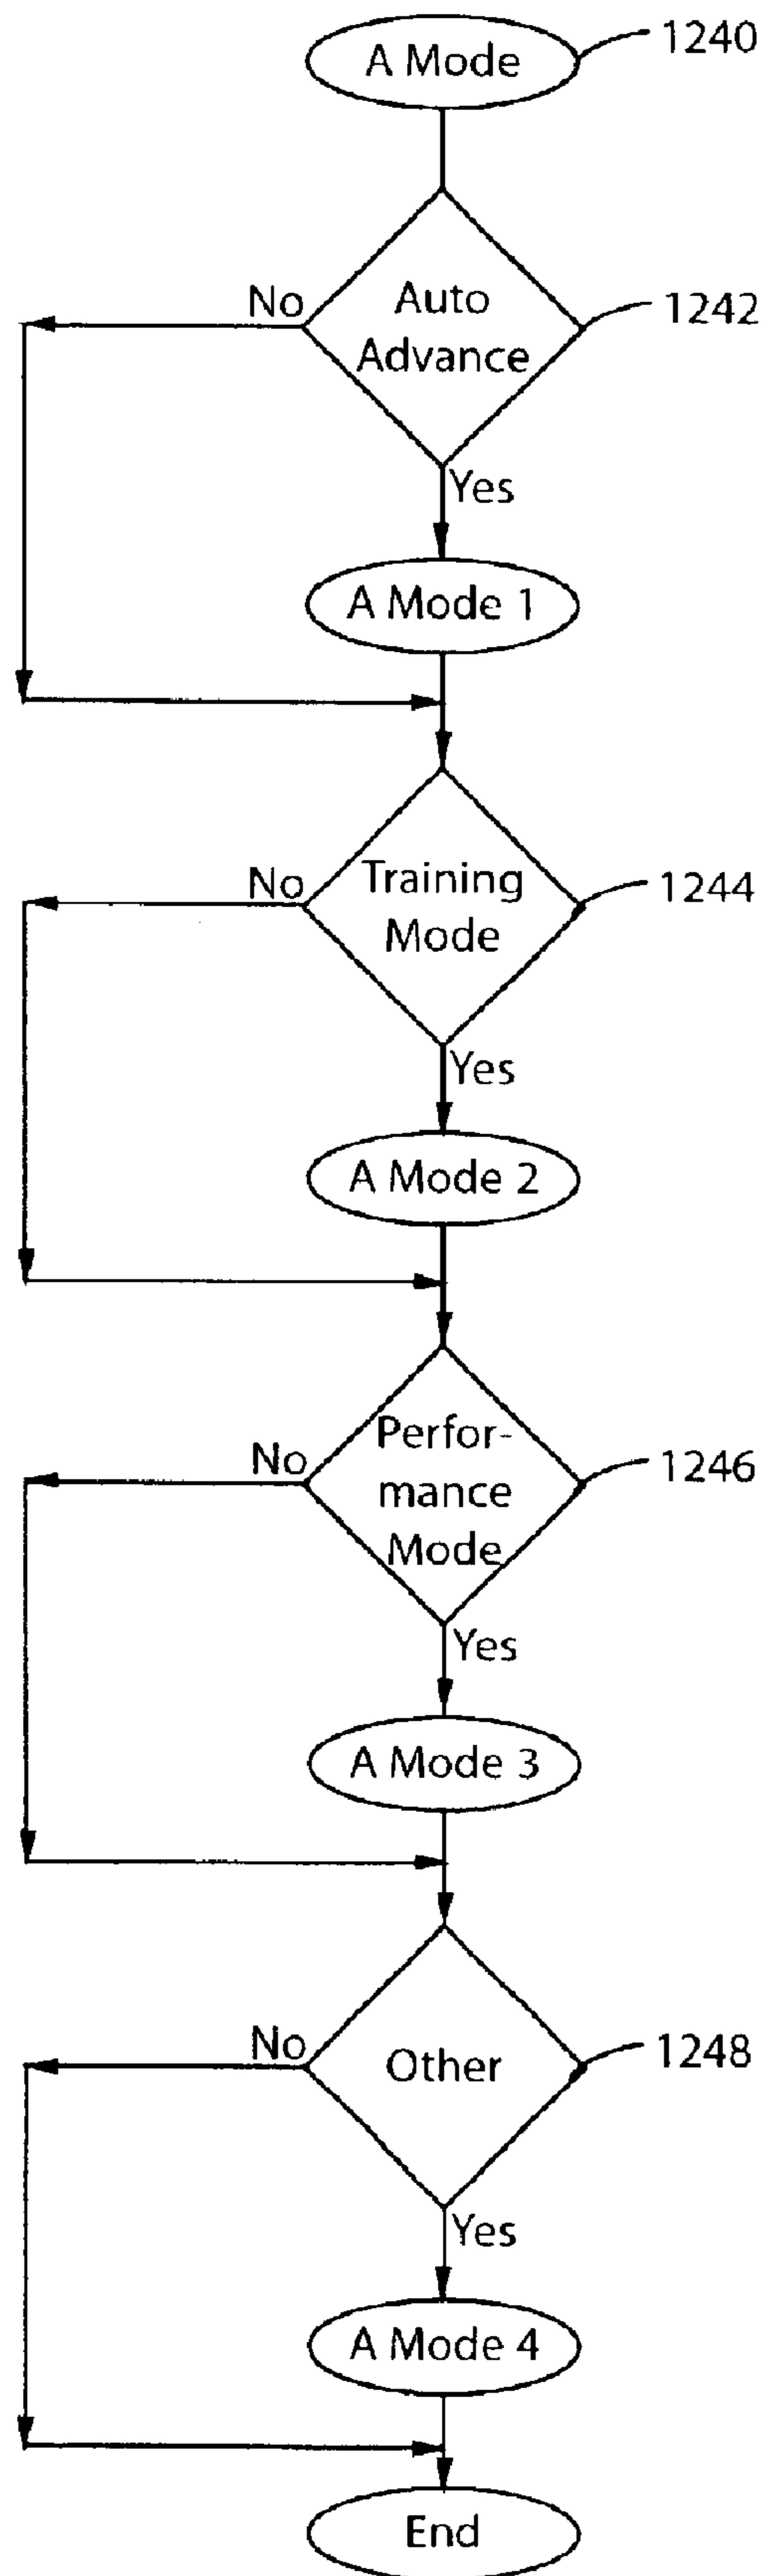 A Mode
1240
No
Auto
Advance
1242
Yes
A Mode 1
No
Training
Mode
1244
Yes
A Mode 2
No
Perfor-
mance
Mode
1246
Yes
A Mode 3
No
Other
1248
Yes
A Mode 4
End